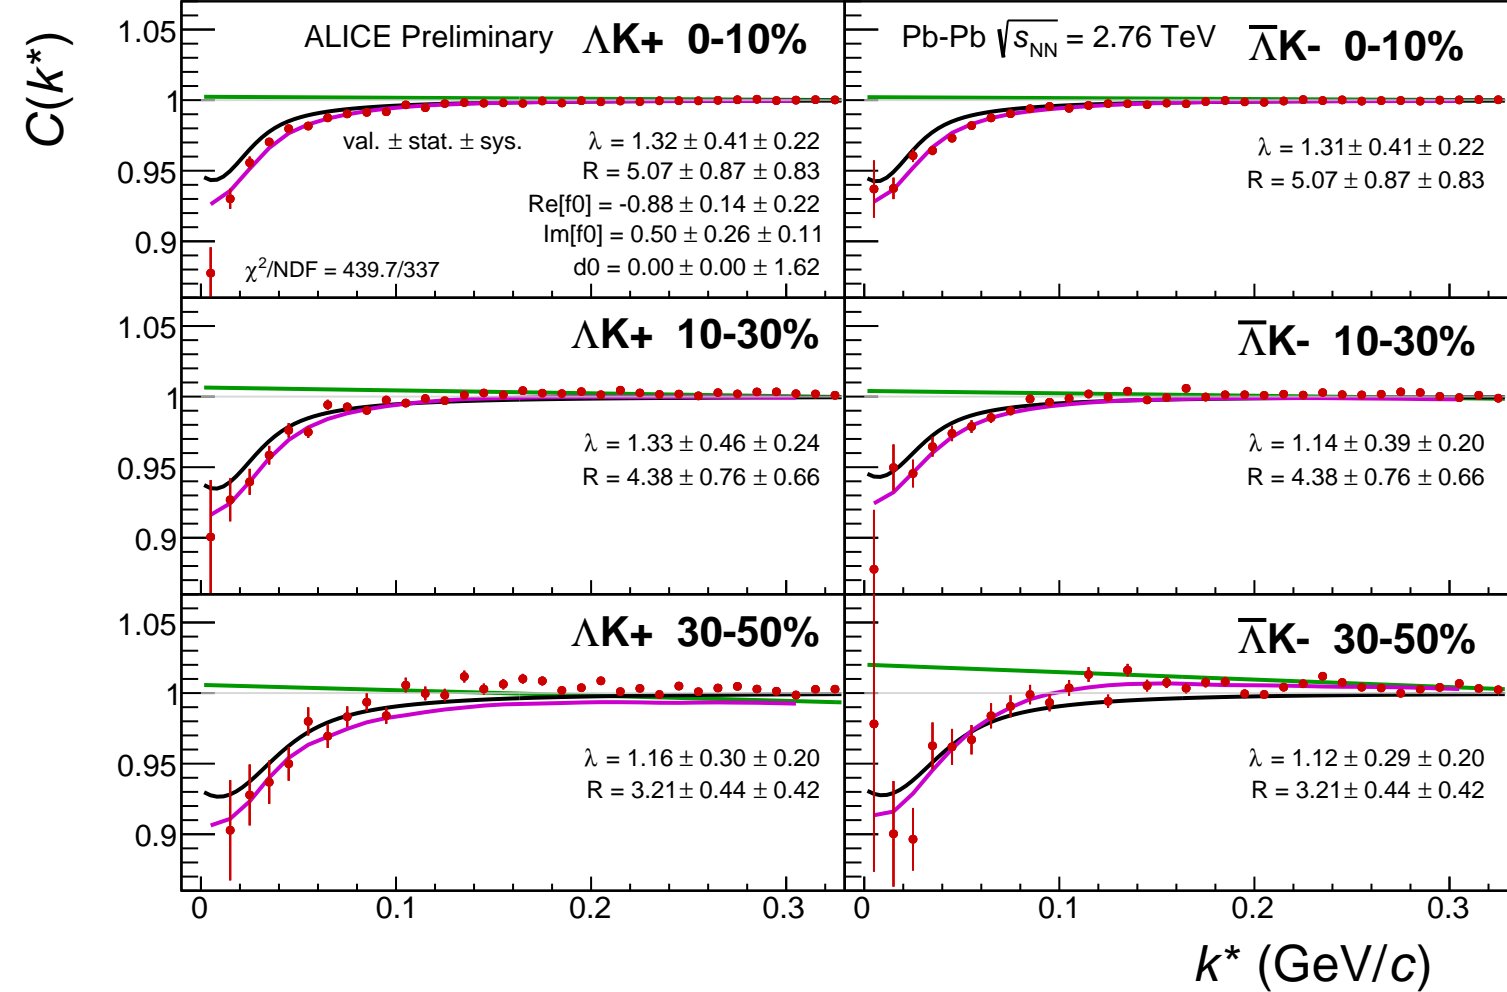 C(k*)
ALICE Preliminary ΛK+ 0-10%
1.05
1
0.95
0.9
val. ± stat. ± sys.
λ = 1.32 ± 0.41 ± 0.22
R = 5.07 ± 0.87 ± 0.83
Re[f0] = -0.88 ± 0.14 ± 0.22
Im[f0] = 0.50 ± 0.26 ± 0.11
d0 = 0.00 ± 0.00 ± 1.62
χ²/NDF = 439.7/337
Pb-Pb √sNN = 2.76 TeV Λ̅K- 0-10%
λ = 1.31 ± 0.41 ± 0.22
R = 5.07 ± 0.87 ± 0.83
ΛK+ 10-30%
1.05
1
0.95
0.9
λ = 1.33 ± 0.46 ± 0.24
R = 4.38 ± 0.76 ± 0.66
Λ̅K- 10-30%
λ = 1.14 ± 0.39 ± 0.20
R = 4.38 ± 0.76 ± 0.66
ΛK+ 30-50%
1.05
1
0.95
0.9
λ = 1.16 ± 0.30 ± 0.20
R = 3.21 ± 0.44 ± 0.42
Λ̅K- 30-50%
λ = 1.12 ± 0.29 ± 0.20
R = 3.21 ± 0.44 ± 0.42
0 0.1 0.2 0.3
0 0.1 0.2 0.3
k* (GeV/c)